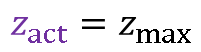 z_act = z_max